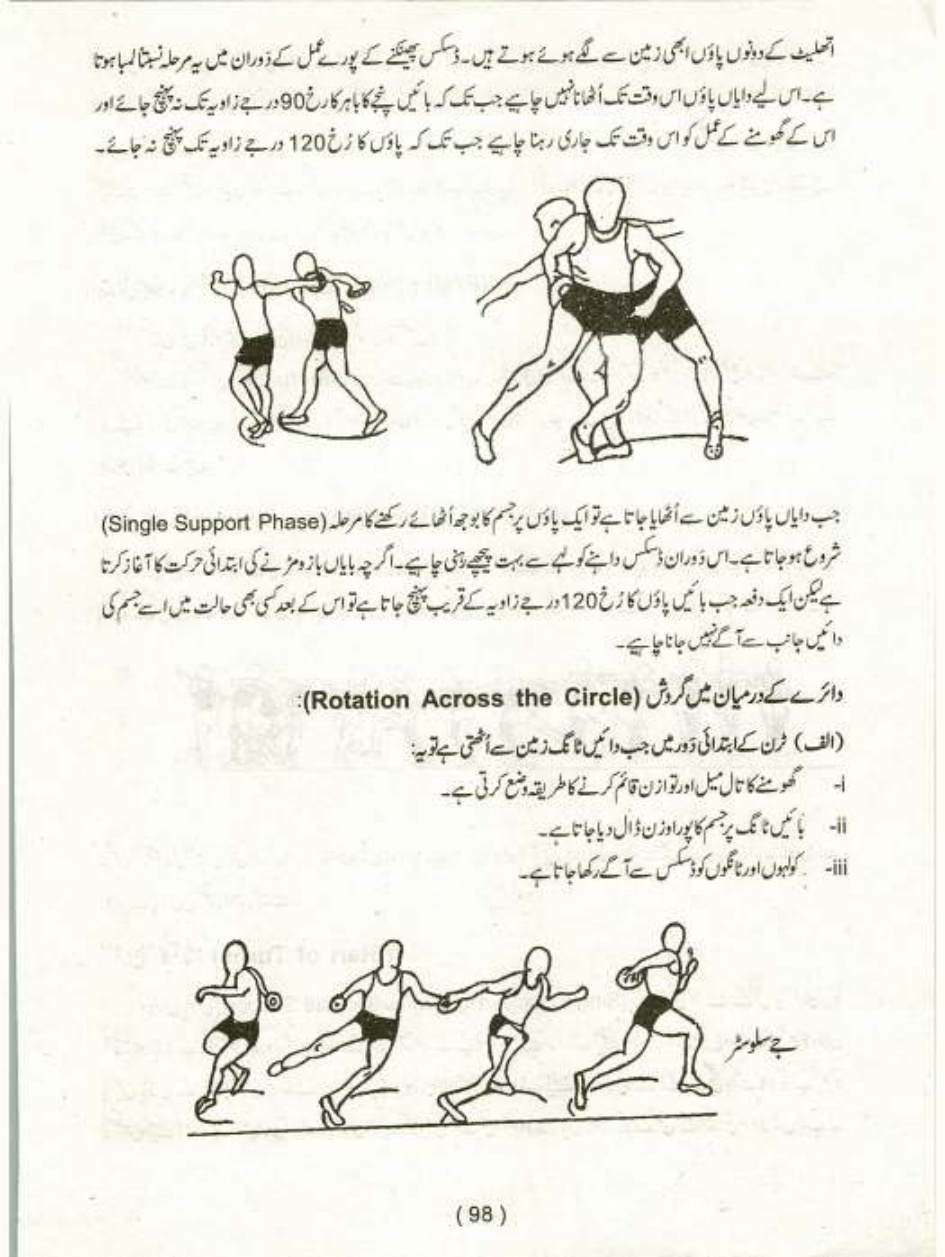 اتھلیٹ کے دونوں پاؤں ابھی زمین سے لگے ہوئے ہوتے ہیں۔ ڈسکس پھینکنے کے پورے عمل کے دَوران میں یہ مرحلہ نسبتاً لمبا ہوتا
ہے۔ اس لیے دایاں پاؤں اس وقت تک اُٹھانا نہیں چاہیے جب تک کہ بائیں پنجے کا باہر کا رخ 90 درجے زاویہ تک نہ پہنچ جائے اور
اس کے گھومنے کے عمل کو اس وقت تک جاری رہنا چاہیے جب تک کہ پاؤں کا رُخ 120 درجے زاویہ تک پہنچ نہ جائے۔
جب دایاں پاؤں زمین سے اُٹھایا جاتا ہے تو ایک پاؤں پر جسم کا بوجھ اُٹھائے رکھنے کا مرحلہ (Single Support Phase)
شروع ہو جاتا ہے۔ اس دَوران ڈسکس داہنے کولہے سے بہت پیچھے رہنی چاہیے۔ اگرچہ بایاں بازو مڑنے کی ابتدائی حرکت کا آغاز کرتا
ہے لیکن ایک دفعہ جب بائیں پاؤں کا رُخ 120 درجے زاویہ کے قریب پہنچ جاتا ہے تو اس کے بعد کسی بھی حالت میں اسے جسم کی
دائیں جانب سے آگے نہیں جانا چاہیے۔
دائرے کے درمیان میں گردش (Rotation Across the Circle):
(الف) ٹرن کے ابتدائی دَور میں جب دائیں ٹانگ زمین سے اُٹھتی ہے تو یہ:
i- گھومنے کا تال میل اور توازن قائم کرنے کا طریقہ وضع کرتی ہے۔
ii- بائیں ٹانگ پر جسم کا پورا وزن ڈال دیا جاتا ہے۔
iii- کولہوں اور ٹانگوں کو ڈسکس سے آگے رکھا جاتا ہے۔
جے سلوسٹر
(98)